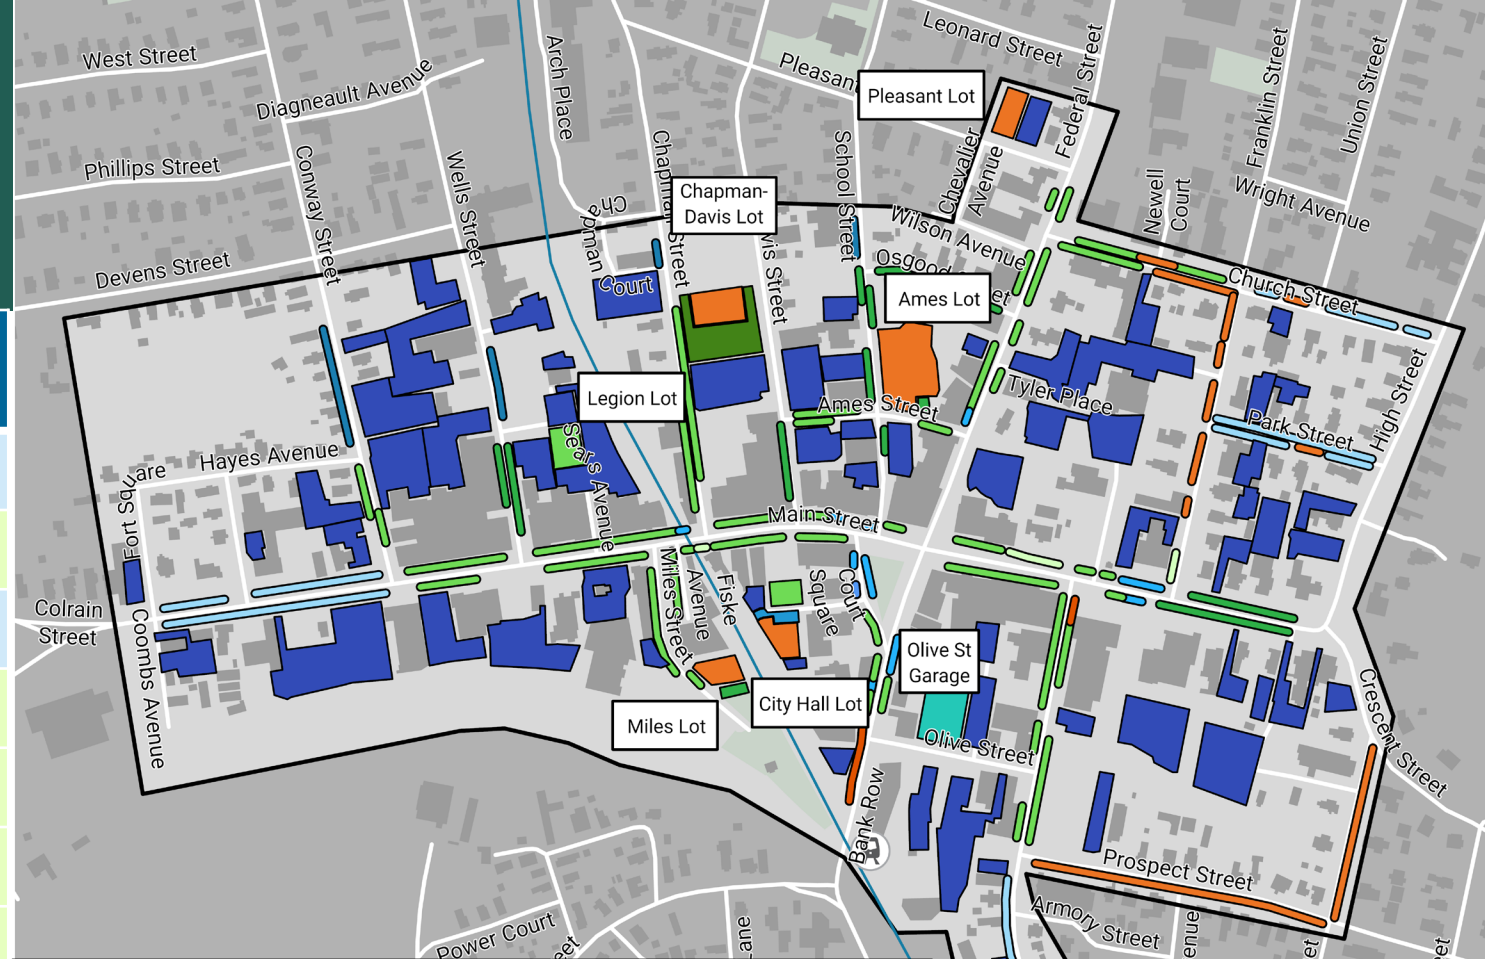 Leonard Street
West Street
Pleasant
Pleasant Lot
Federal Street
Franklin Street
Union Street
Arch Place
Diagneault Avenue
Phillips Street
Conway Street
Wells Street
School Street
Chevalier
Avenue
Newell
Court
Wright Avenue
Chapman-
Davis Lot
Chapman Court
Wilson Avenue
Devens Street
Osgood
Ames Lot
Church Street
Legion Lot
Ames Street
Tyler Place
Park Street
High Street
Hayes Avenue
Fort Square
Sears Avenue
Main Street
Miles Street
Fiske
Avenue
Court
Square
Colrain
Street
Coombs Avenue
Olive St
Garage
City Hall Lot
Miles Lot
Olive Street
Crescent Street
Bank Row
Prospect Street
Armory Street
Power Court